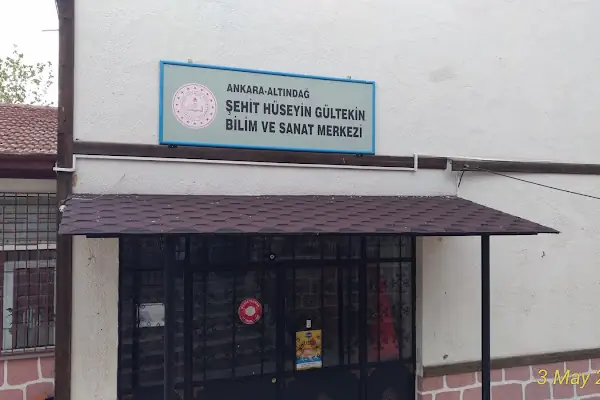 ANKARA-ALTINDAĞ
ŞEHİT HÜSEYİN GÜLTEKİN
BİLİM VE SANAT MERKEZİ
3 May 2